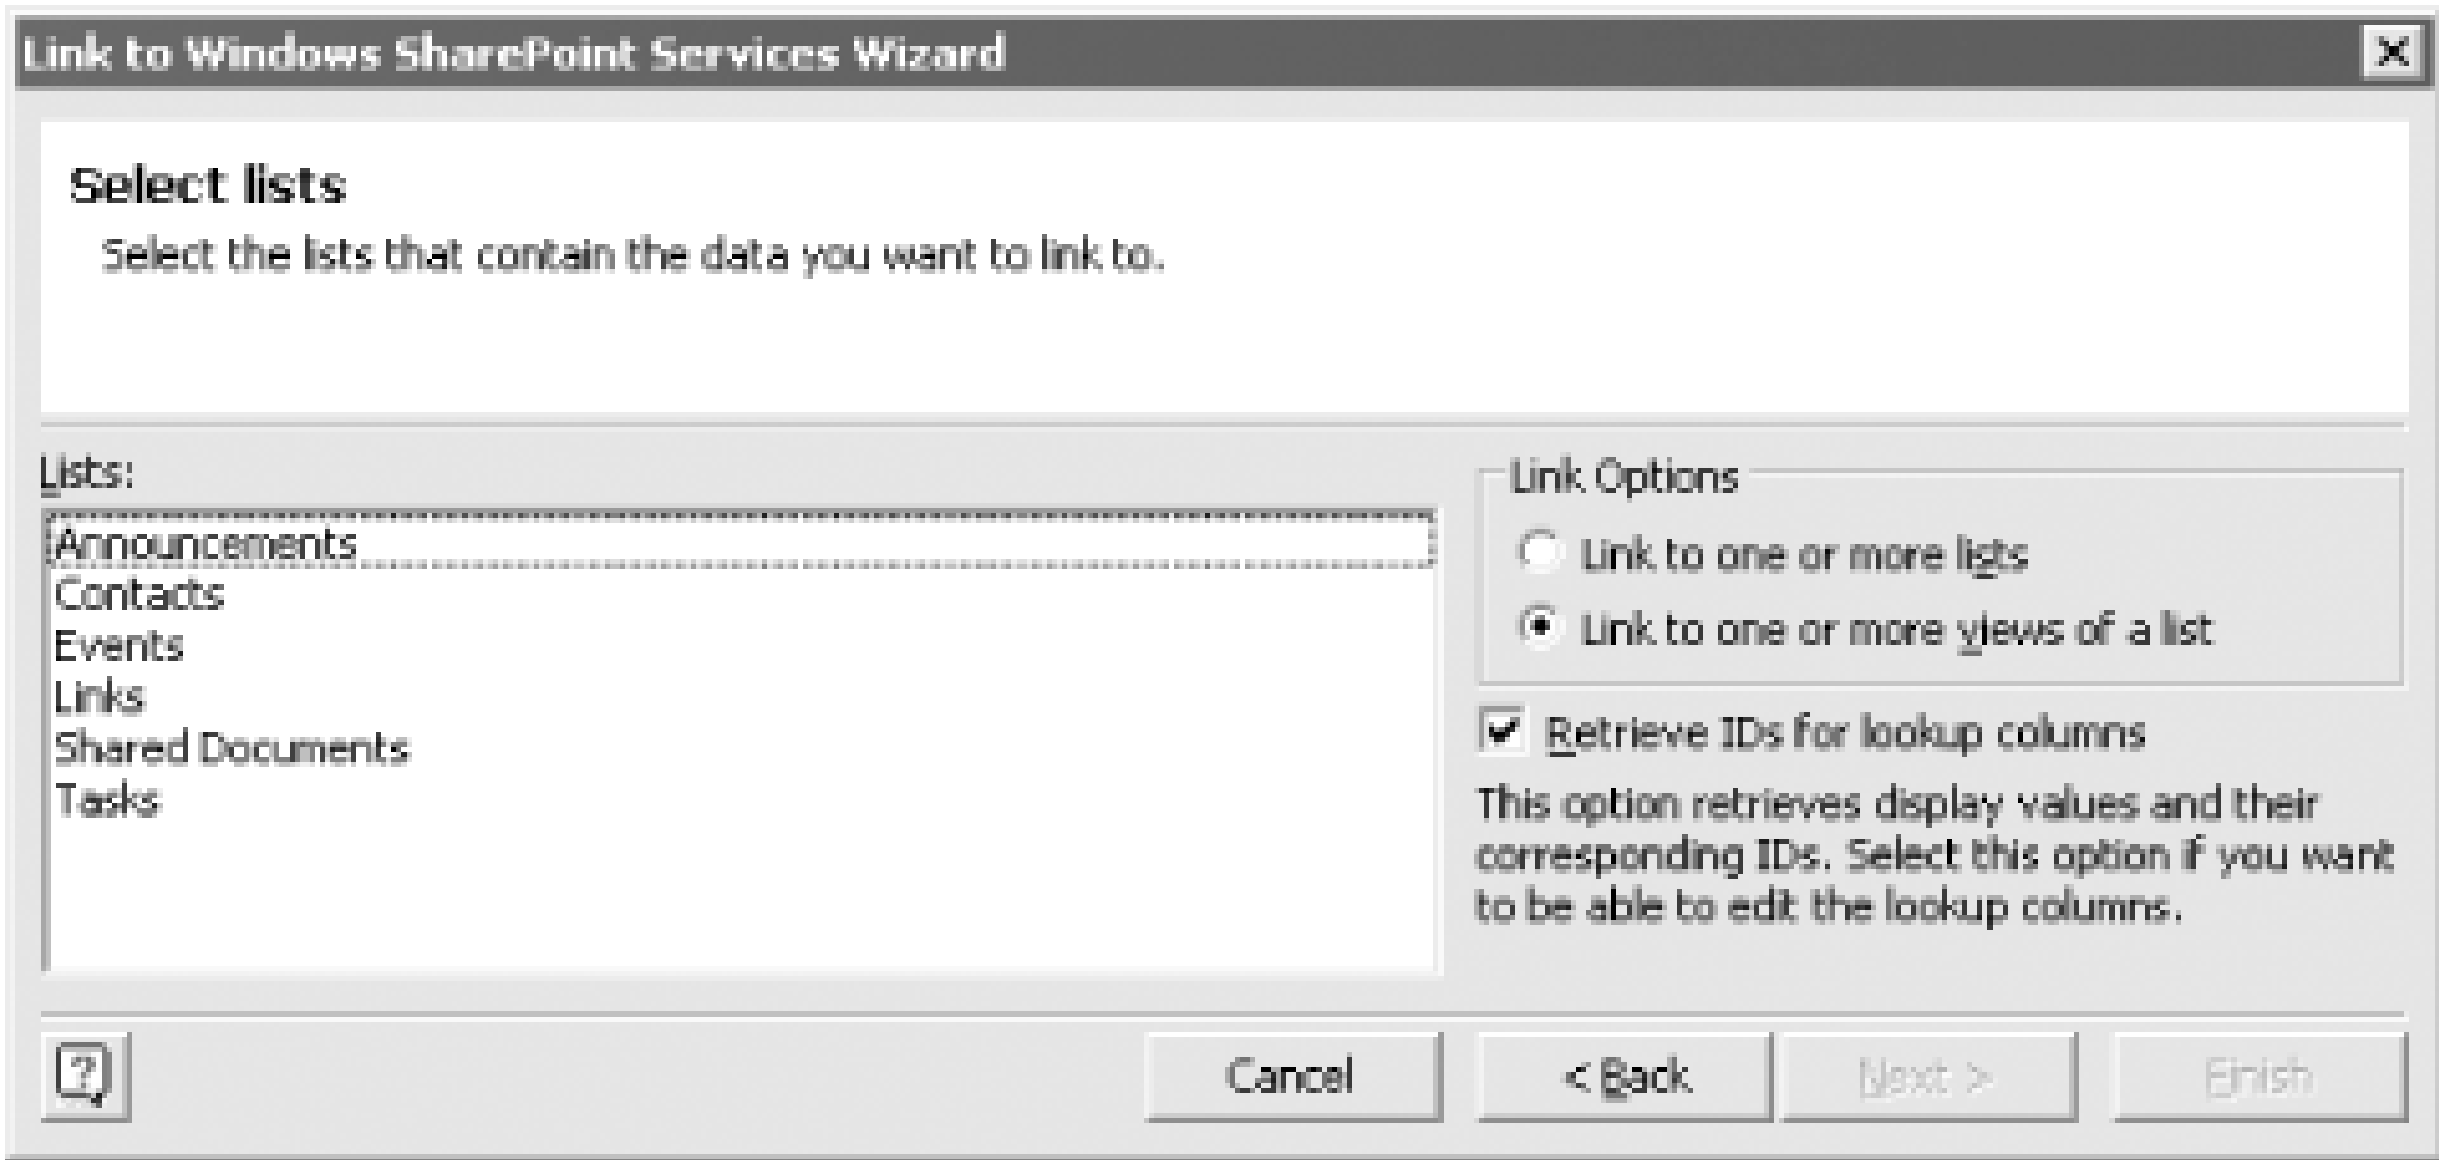 Link to Windows SharePoint Services Wizard
Select lists
Select the lists that contain the data you want to link to.
Lists:
Announcements
Contacts
Events
Links
Shared Documents
Tasks
Link Options
Link to one or more lists
Link to one or more views of a list
Retrieve IDs for lookup columns
This option retrieves display values and their
corresponding IDs. Select this option if you want
to be able to edit the lookup columns.
?
Cancel
< Back
Next >
Finish